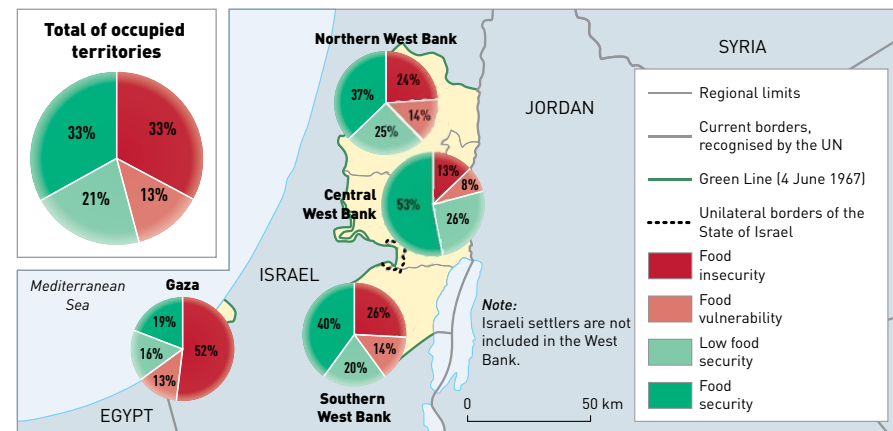 Total of occupied
territories
33%
33%
21%
13%
Northern West Bank
37%
24%
14%
25%
SYRIA
JORDAN
Central
West Bank
13%
8%
53%
26%
ISRAEL
Mediterranean
Sea
Gaza
19%
52%
16%
13%
EGYPT
40%
26%
14%
20%
Southern
West Bank
Note:
Israeli settlers are not
included in the West
Bank.
0
50 km
Regional limits
Current borders,
recognised by the UN
Green Line (4 June 1967)
Unilateral borders of the
State of Israel
Food
insecurity
Food
vulnerability
Low food
security
Food
security